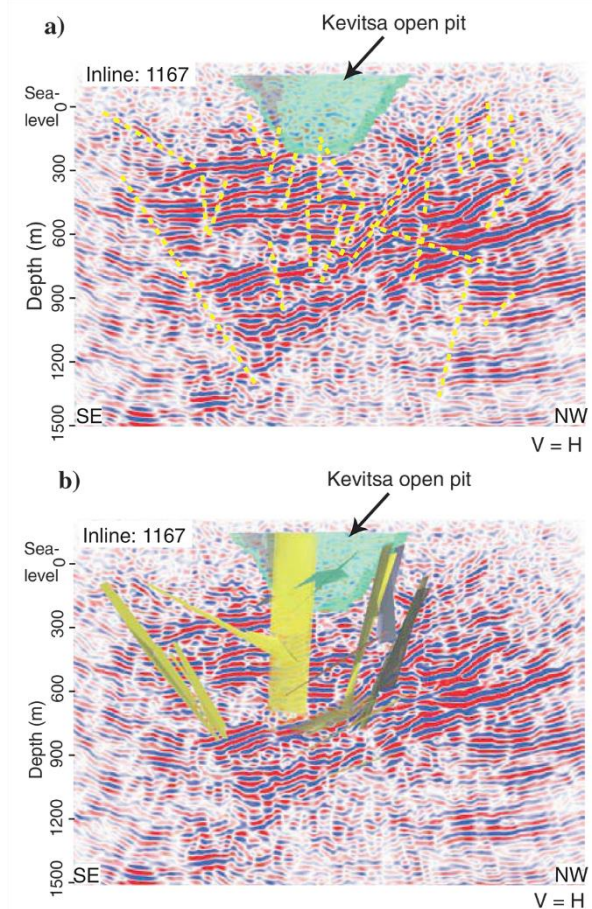 a)
Kevitsa open pit
Inline: 1167
Sea-
level
0
300
600
900
1200
1500
Depth (m)
SE
NW
V = H
b)
Kevitsa open pit
Inline: 1167
Sea-
level
0
300
600
900
1200
1500
Depth (m)
SE
NW
V = H